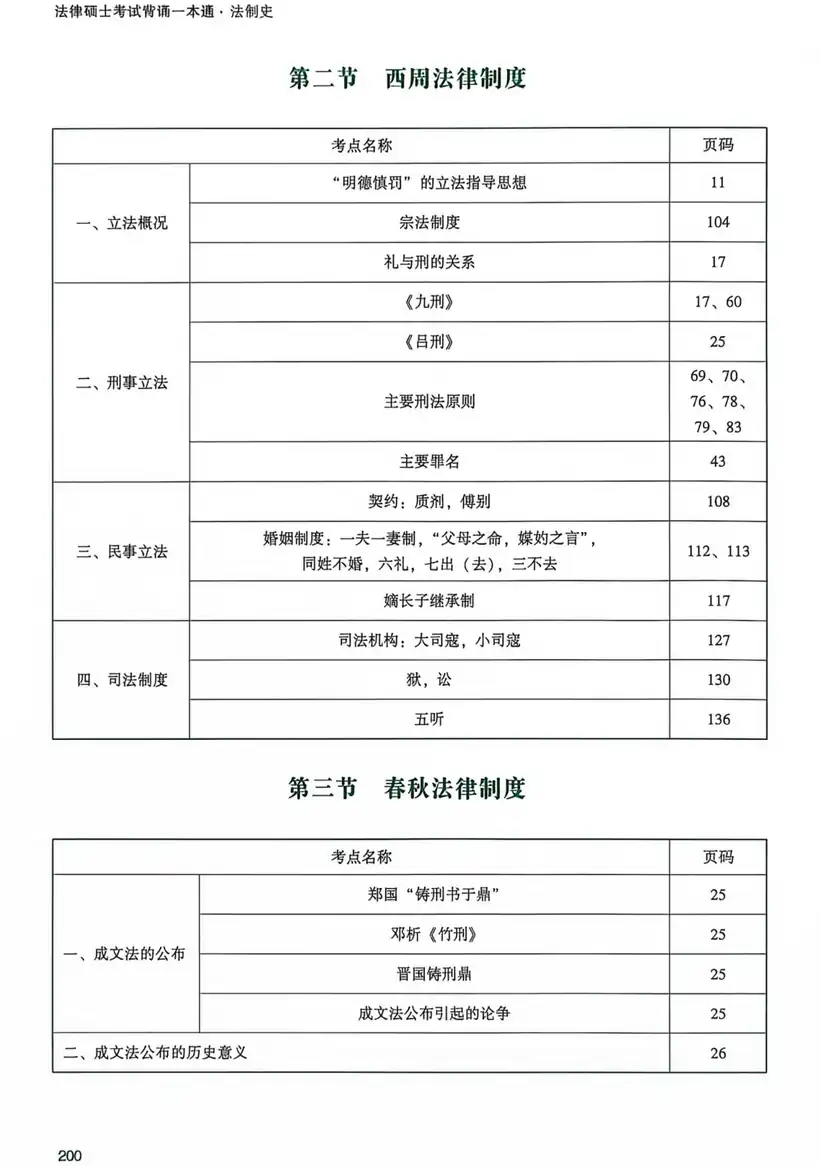 法律硕士考试背诵一本通·法制史
第二节 西周法律制度
考点名称 页码
一、立法概况
“明德慎罚”的立法指导思想 11
宗法制度 104
礼与刑的关系 17
二、刑事立法
《九刑》 17、60
《吕刑》 25
主要刑法原则
69、70、
76、78、
79、83
主要罪名 43
三、民事立法
契约：质剂，傅别 108
婚姻制度：一夫一妻制，“父母之命，媒妁之言”，
同姓不婚，六礼，七出（去），三不去
112、113
嫡长子继承制 117
四、司法制度
司法机构：大司寇，小司寇 127
狱，讼 130
五听 136
第三节 春秋法律制度
考点名称 页码
一、成文法的公布
郑国“铸刑书于鼎” 25
邓析《竹刑》 25
晋国铸刑鼎 25
成文法公布引起的论争 25
二、成文法公布的历史意义 26
200